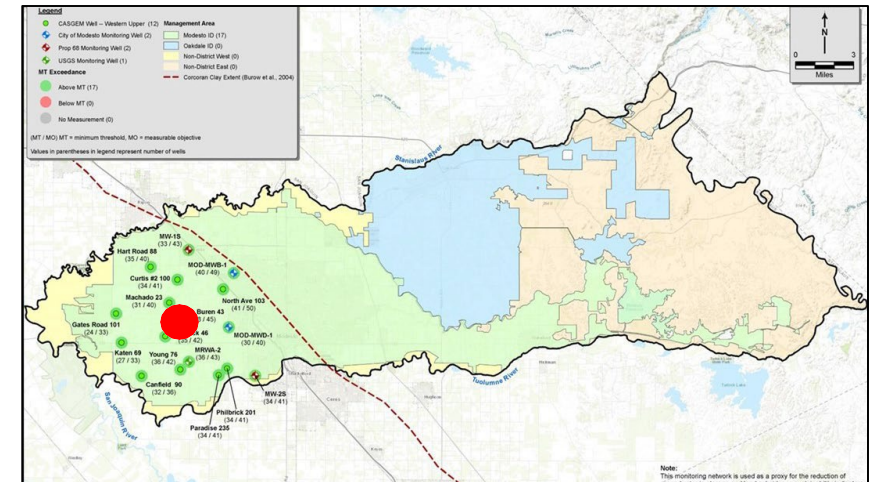 Legend
CASGEM Well – Western Upper (12)
City of Modesto Monitoring Well (2)
Prop 68 Monitoring Well (2)
USGS Monitoring Well (1)
MT Exceedance
Above MT (17)
Below MT (0)
No Measurement (0)
(MT / MO) MT = minimum threshold, MO = measurable objective
Values in parentheses in legend represent number of wells
Management Area
Modesto ID (17)
Oakdale ID (0)
Non-District West (0)
Non-District East (0)
Corcoran Clay Extent (Burow et al., 2004)
N
0 3
Miles
Stanislaus River
MW-1S
(33 / 43)
Hart Road 88
(35 / 40)
MOD-MWB-1
(40 / 49)
Curtis #2 100
(34 / 41)
Machado 23
(31 / 40)
North Ave 103
(41 / 50)
Buren 43
/ 45)
Gates Road 101
(24 / 33)
46
/ 42)
MOD-MWD-1
(30 / 40)
Katen 69
(27 / 33)
Young 76
(36 / 42)
MRWA-2
(36 / 43)
Canfield 90
(32 / 36)
MW-2S
(34 / 41)
Philbrick 201
(34 / 41)
Paradise 235
(34 / 41)
San Joaquin River
Tuolumne River
Note:
This monitoring network is used as a proxy for the reduction of